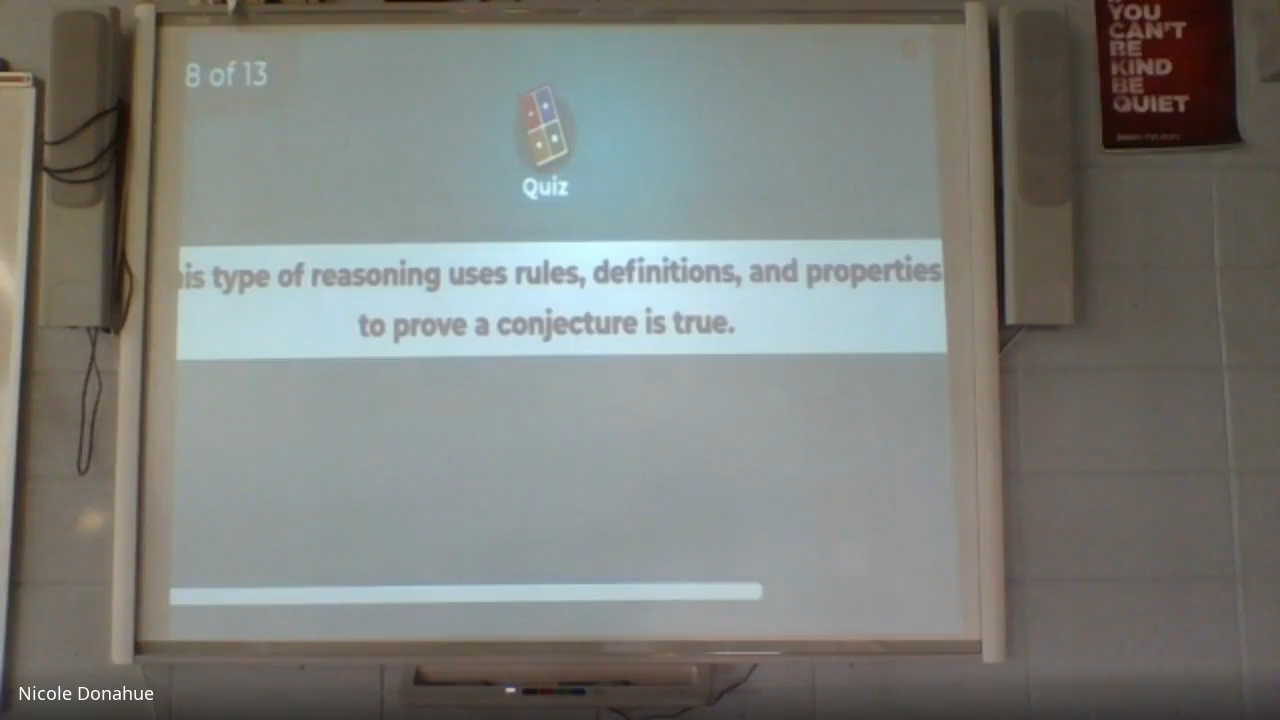 YOU
CAN'T
BE
KIND
BE
QUIET
8 of 13
Quiz
is type of reasoning uses rules, definitions, and properties
to prove a conjecture is true.
Nicole Donahue